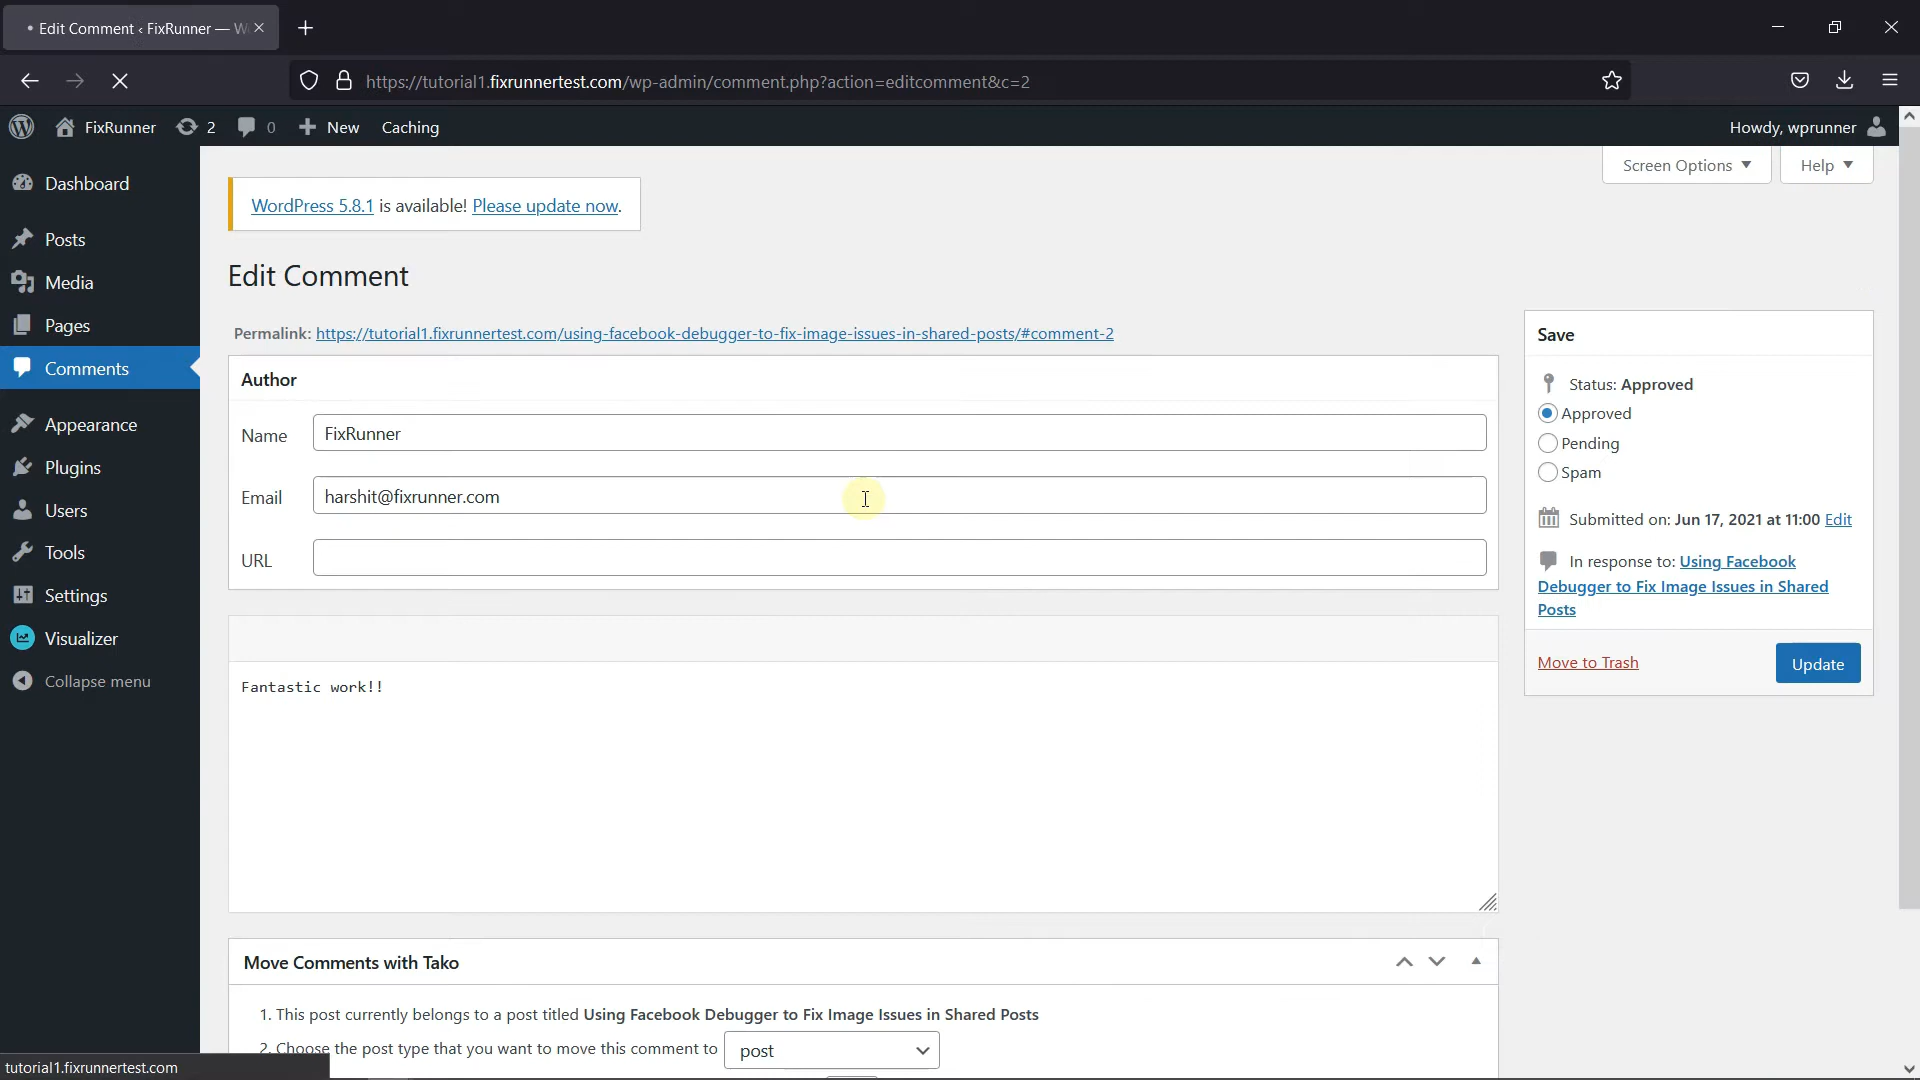 Edit Comment ‹ FixRunner — W
https://tutorial1.fixrunnertest.com/wp-admin/comment.php?action=editcomment&c=2
FixRunner
2
0
New
Caching
Howdy, wprunner
Screen Options
Help
Dashboard
Posts
Media
Pages
Comments
Appearance
Plugins
Users
Tools
Settings
Visualizer
Collapse menu
WordPress 5.8.1 is available! Please update now.
Edit Comment
Permalink: https://tutorial1.fixrunnertest.com/using-facebook-debugger-to-fix-image-issues-in-shared-posts/#comment-2
Author
Name
FixRunner
Email
harshit@fixrunner.com
URL
Fantastic work!!
Save
Status: Approved
Approved
Pending
Spam
Submitted on: Jun 17, 2021 at 11:00 Edit
In response to: Using Facebook
Debugger to Fix Image Issues in Shared
Posts
Move to Trash
Update
Move Comments with Tako
1. This post currently belongs to a post titled Using Facebook Debugger to Fix Image Issues in Shared Posts
2. Choose the post type that you want to move this comment to
post
tutorial1.fixrunnertest.com